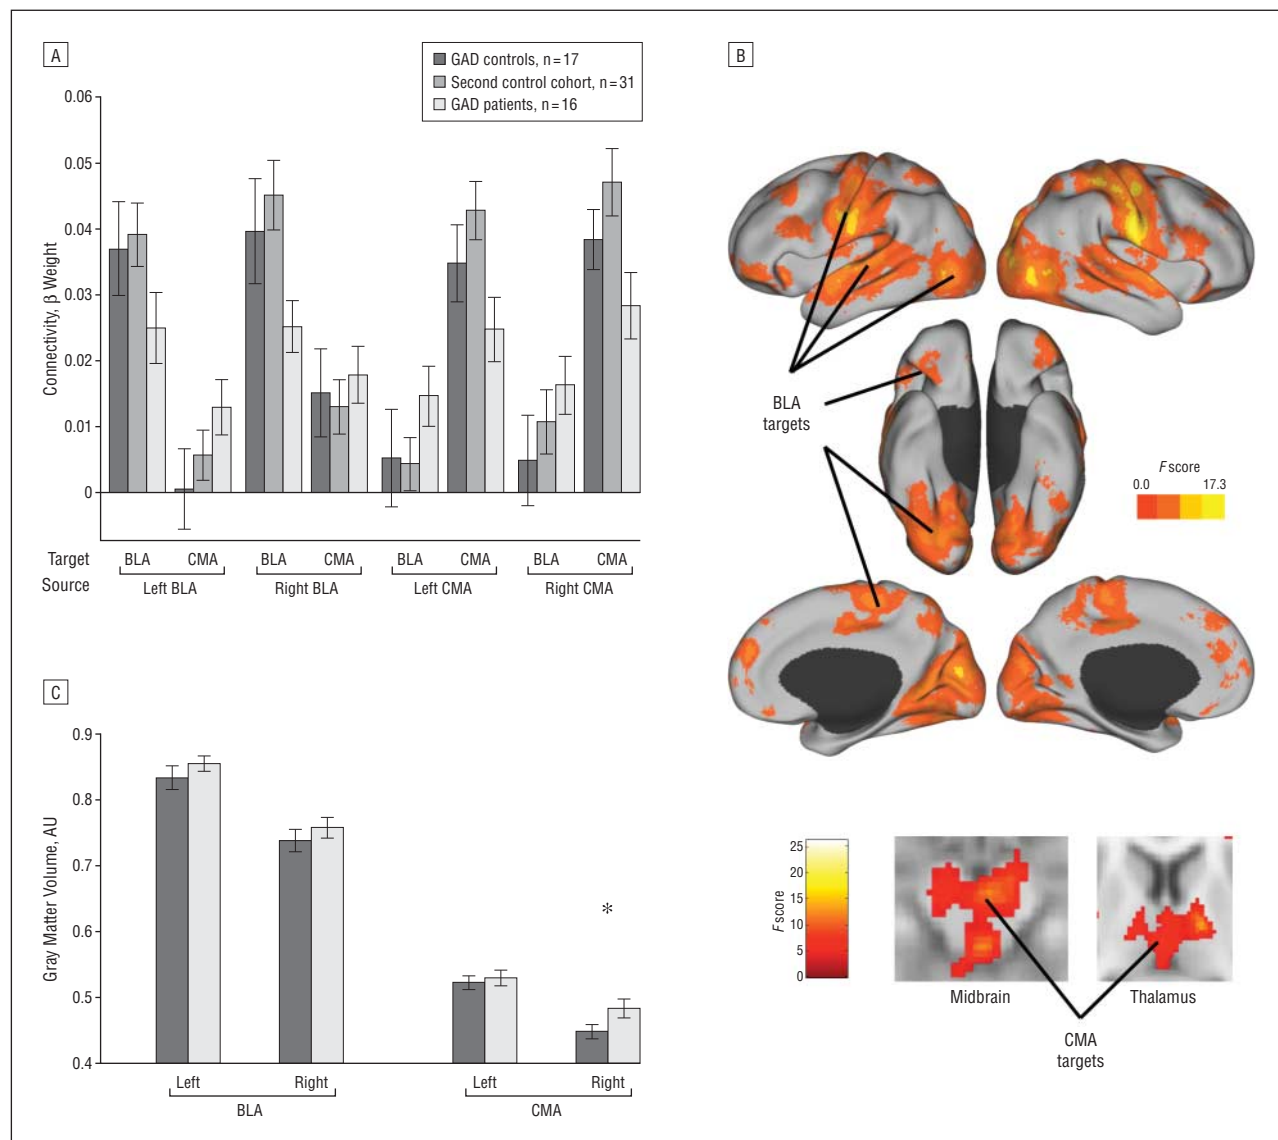 A
GAD controls, n=17
Second control cohort, n=31
GAD patients, n=16
0.06
0.05
0.04
0.03
0.02
0.01
0
Connectivity, β Weight
Target BLA CMA BLA CMA BLA CMA BLA CMA
Source Left BLA Right BLA Left CMA Right CMA
B
BLA
targets
F score
0.0 17.3
C
0.9
0.8
0.7
0.6
0.5
0.4
Gray Matter Volume, AU
*
Left Right Left Right
BLA CMA
25
20
15
10
5
0
F score
Midbrain Thalamus
CMA
targets